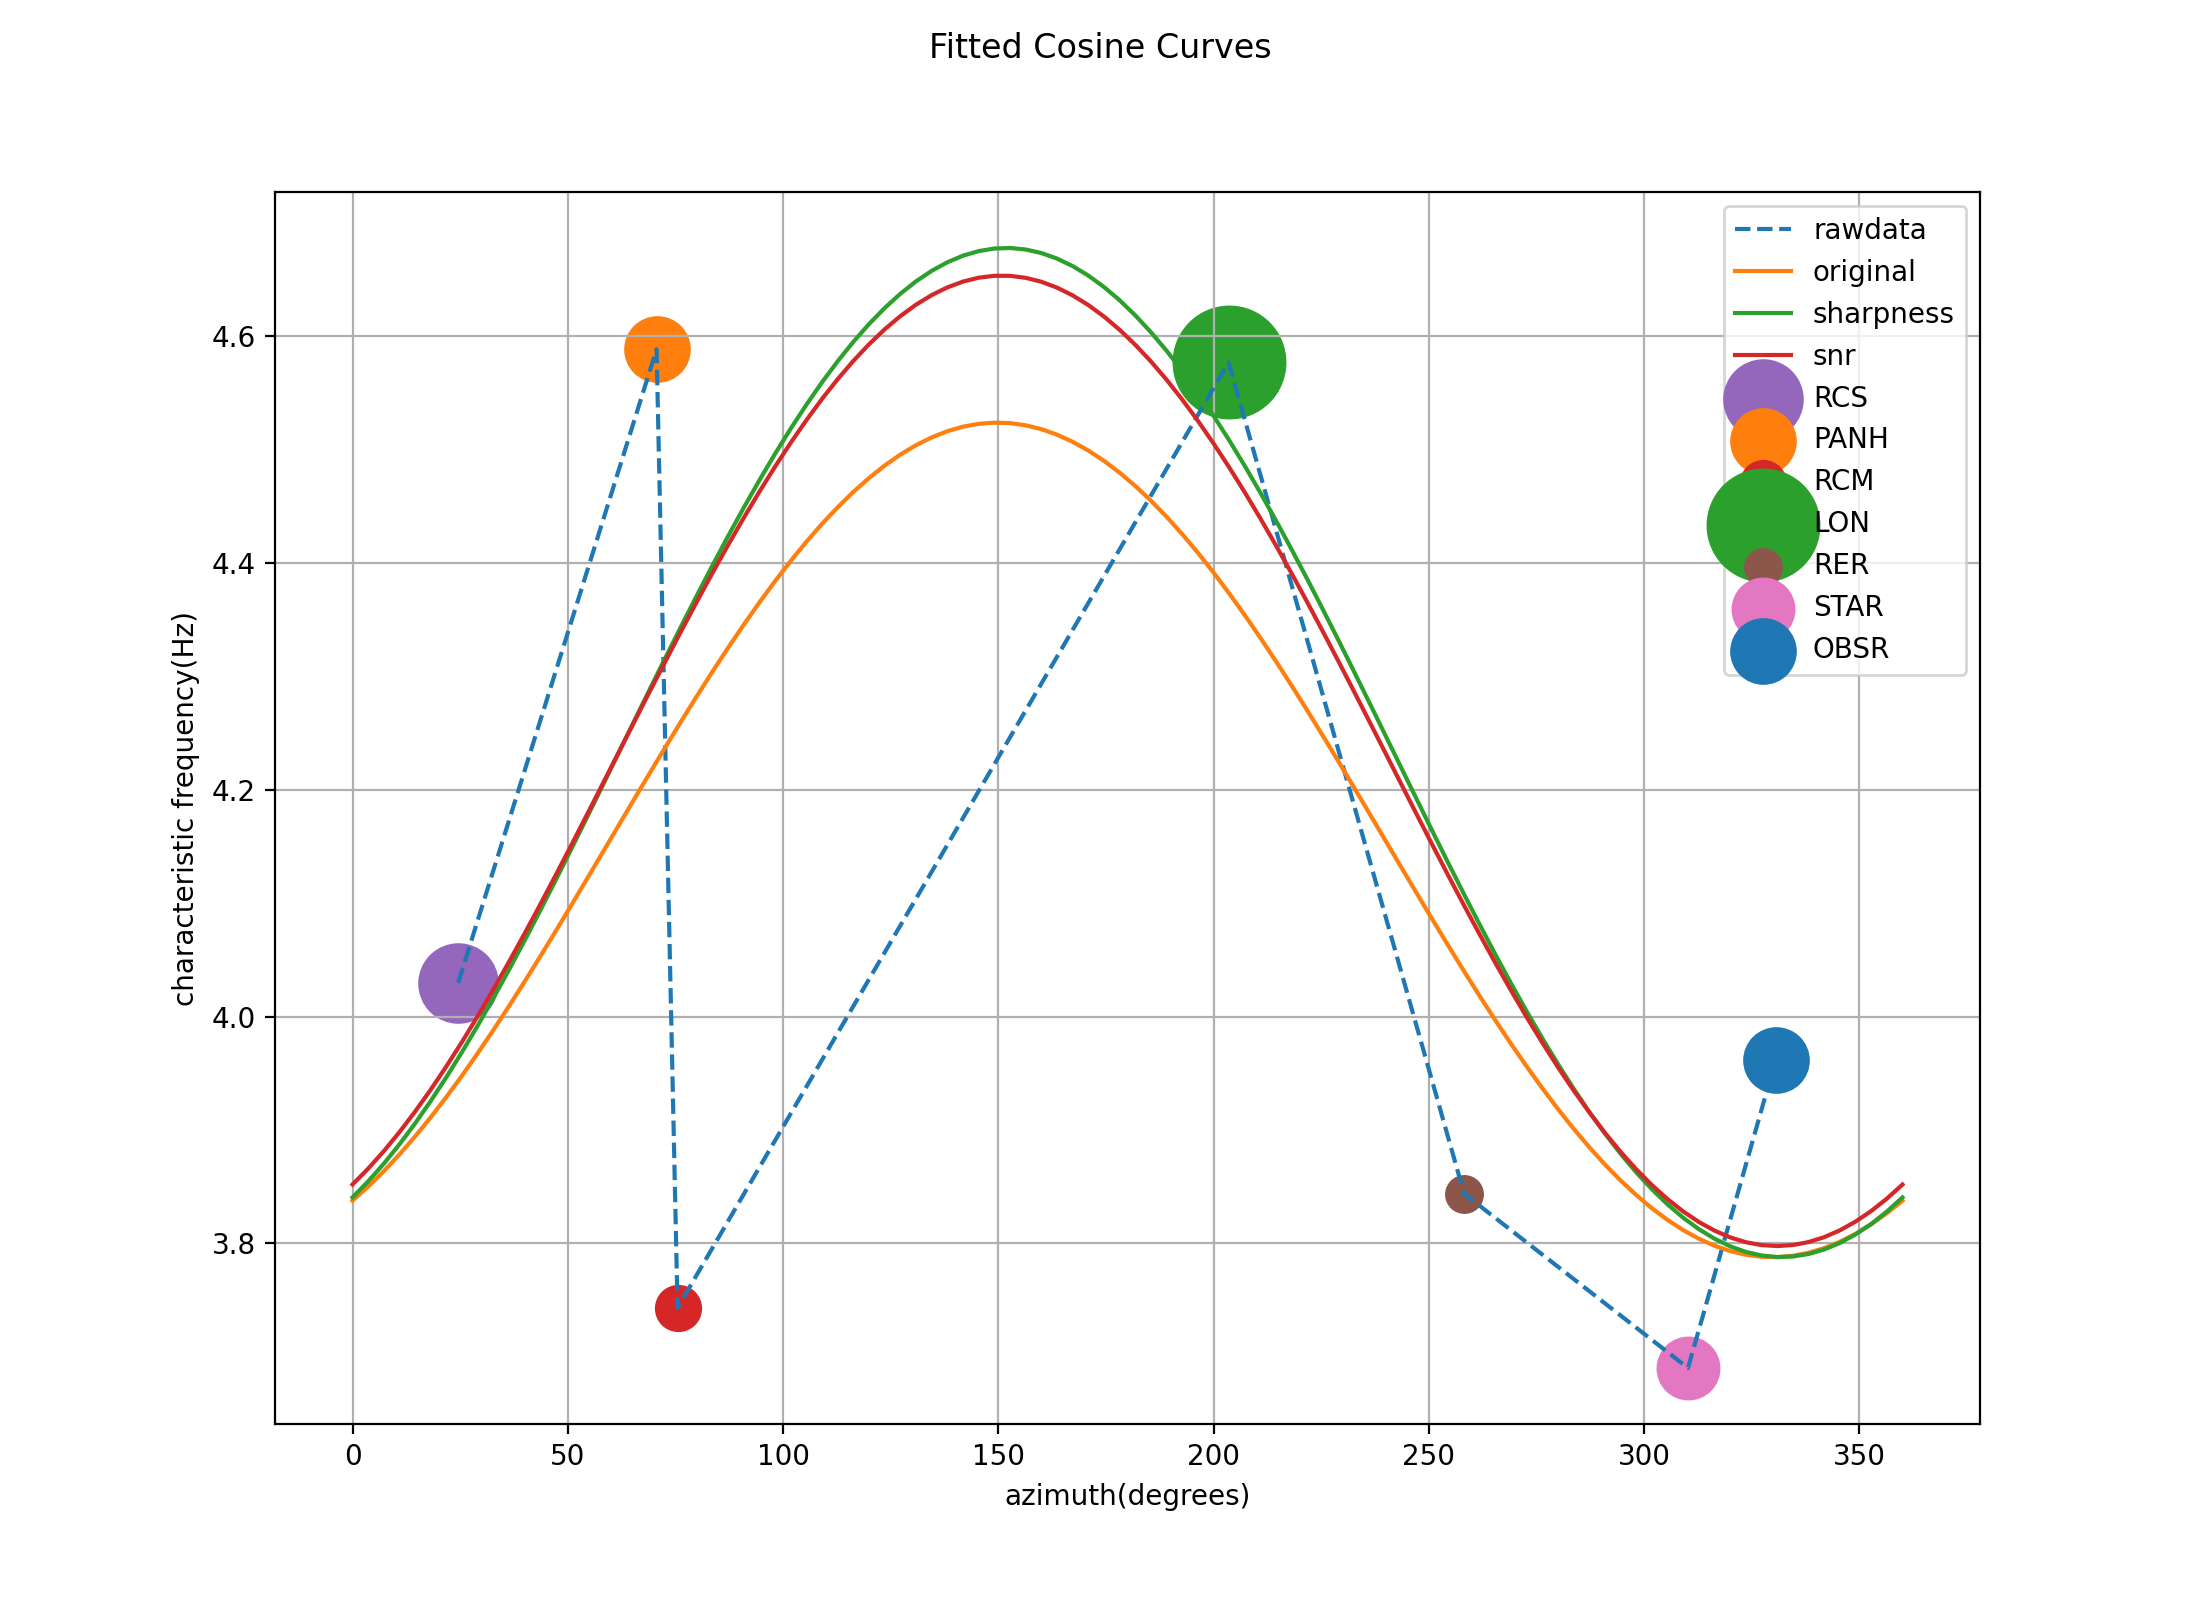 Fitted Cosine Curves
rawdata
original
sharpness
snr
RCS
PANH
RCM
LON
RER
STAR
OBSR
4.6
4.4
4.2
4.0
3.8
characteristic frequency(Hz)
0 50 100 150 200 250 300 350
azimuth(degrees)